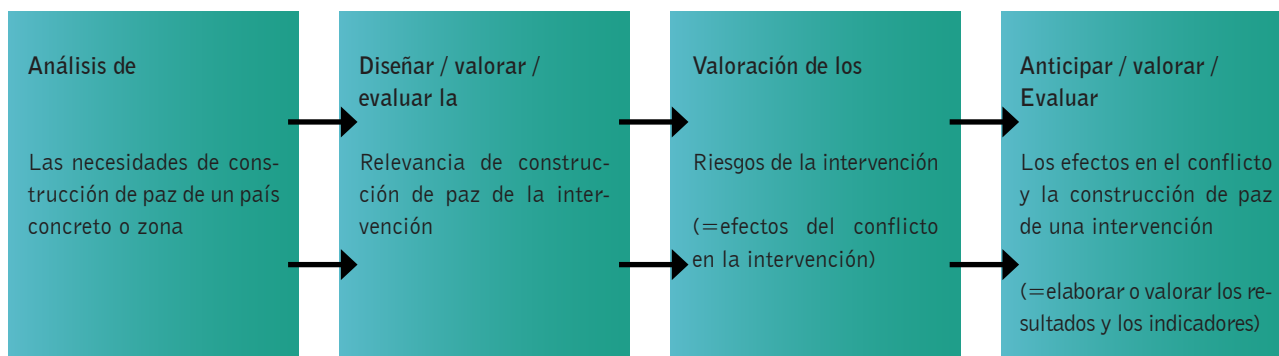 Análisis de
Las necesidades de cons-
trucción de paz de un país
concreto o zona
Diseñar / valorar /
evaluar la
Relevancia de construc-
ción de paz de la inter-
vención
Valoración de los
Riesgos de la intervención
(=efectos del conflicto
en la intervención)
Anticipar / valorar /
Evaluar
Los efectos en el conflicto
y la construcción de paz
de una intervención
(=elaborar o valorar los re-
sultados y los indicadores)